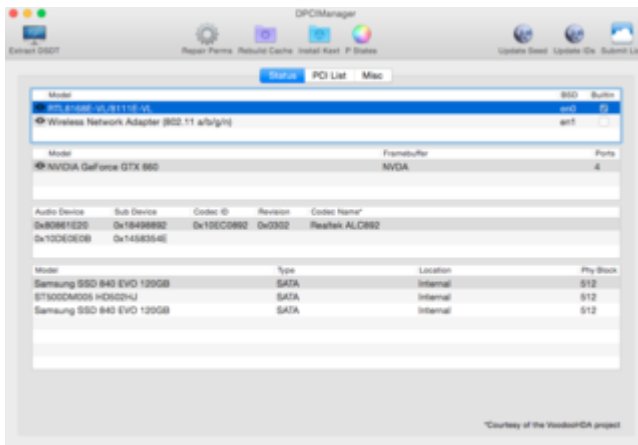 DPCIManager
Extract DSDT Repair Perms Rebuild Cache Install Kext P States Update Seed Update IDs Submit
Status PCI List Misc
Model BSD Builtin
RTL8168E-VL/8111E-VL en0
Wireless Network Adapter (802.11 a/b/g/n) en1
Model Framebuffer Ports
NVIDIA GeForce GTX 660 NVDA 4
Audio Device Sub Device Codec ID Revision Codec Name*
0x80861E20 0x18498892 0x10EC0892 0x0302 Realtek ALC892
0x10DE0E0B 0x1458354E
Model Type Location Phy Block
Samsung SSD 840 EVO 120GB SATA Internal 512
ST500DM005 HD502HJ SATA Internal 512
Samsung SSD 840 EVO 120GB SATA Internal 512
*Courtesy of the VoodooHDA project